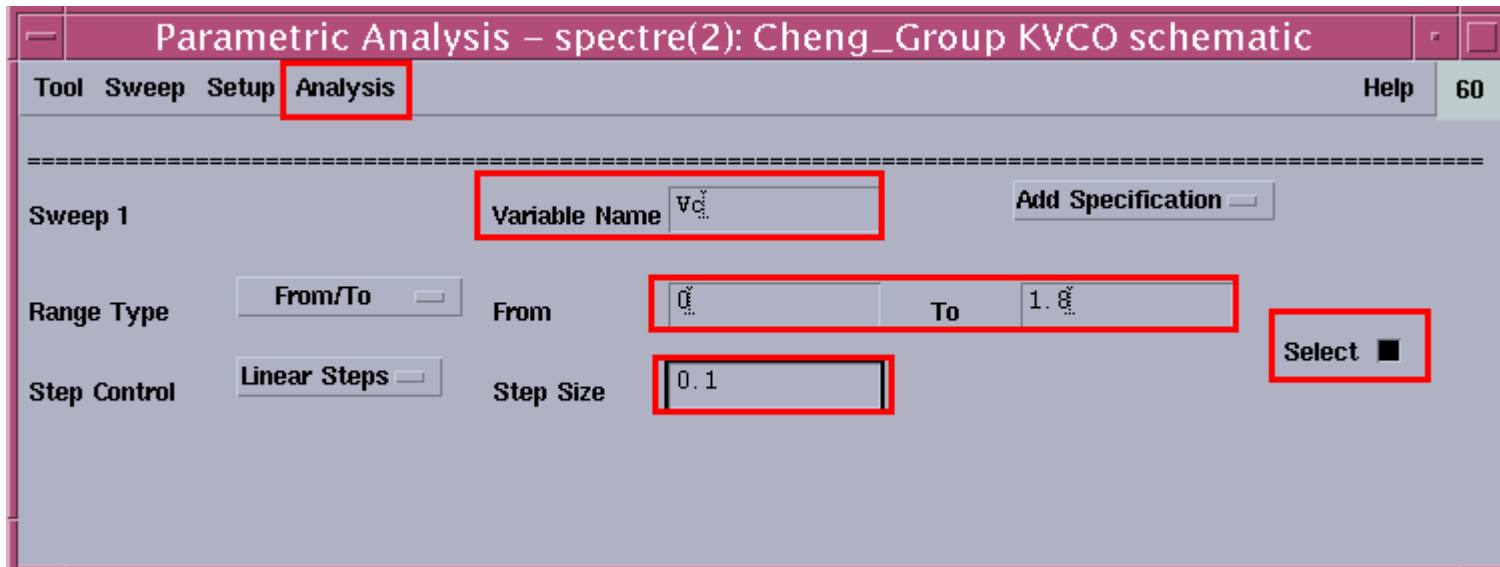 Parametric Analysis – spectre(2): Cheng_Group KVCO schematic
Tool Sweep Setup Analysis Help 60
================================================================================
Sweep 1 Variable Name Vc Add Specification
Range Type From/To From 0 To 1.8
Select
Step Control Linear Steps Step Size 0.1